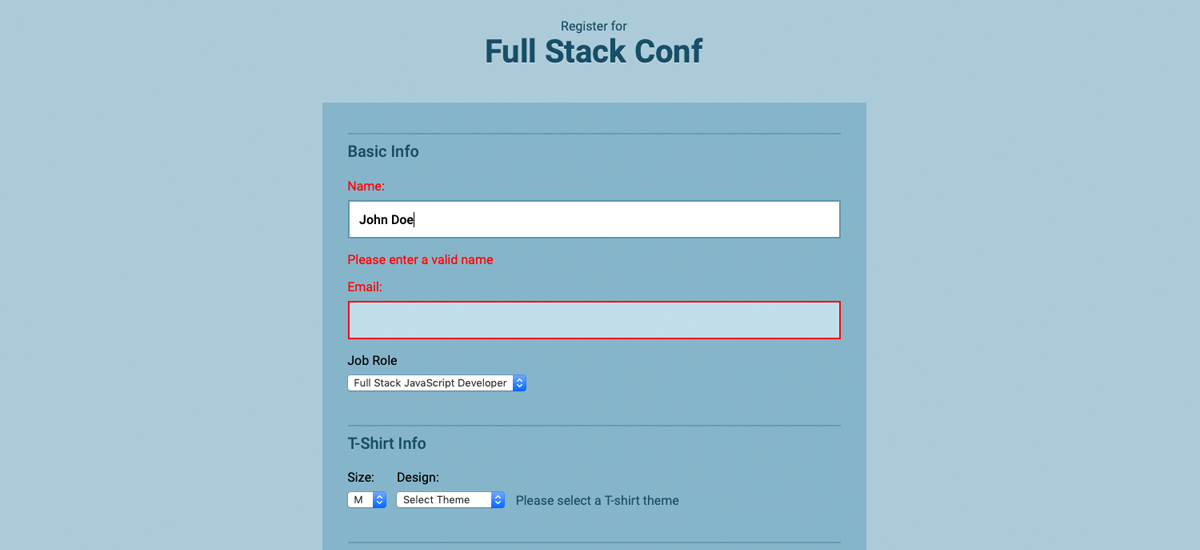 Register for
Full Stack Conf
Basic Info
Name:
John Doe
Please enter a valid name
Email:
Job Role
Full Stack JavaScript Developer
T-Shirt Info
Size: Design:
M Select Theme Please select a T-shirt theme